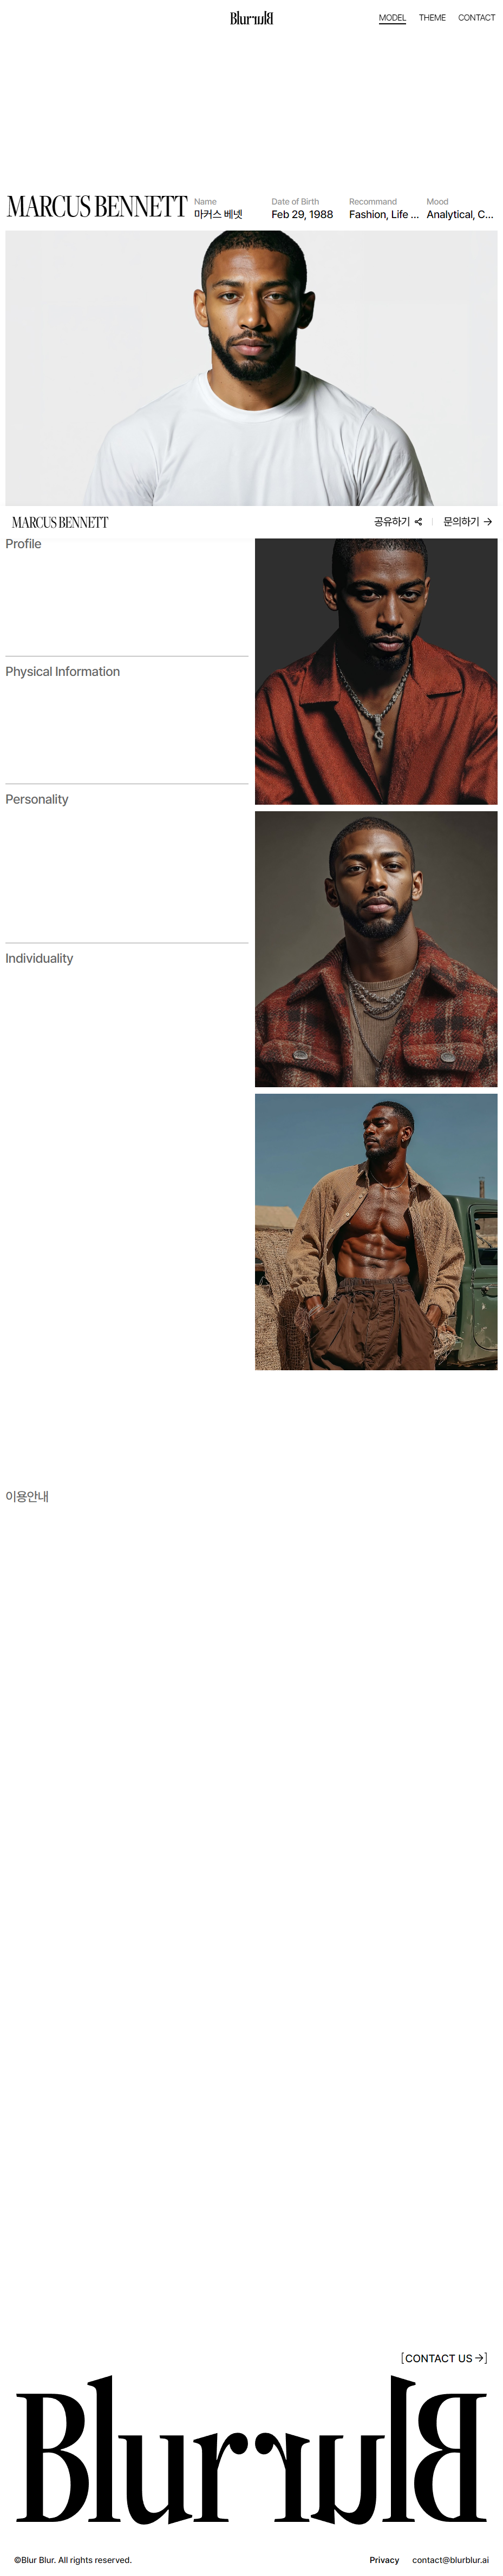 BlurɿulB
MODEL THEME CONTACT
MARCUS BENNETT
Name
마커스 베넷
Date of Birth
Feb 29, 1988
Recommand
Fashion, Life ...
Mood
Analytical, C...
MARCUS BENNETT
공유하기
문의하기
Profile
Physical Information
Personality
Individuality
이용안내
[CONTACT US →]
BlurɿulB
©Blur Blur. All rights reserved.
Privacy contact@blurblur.ai